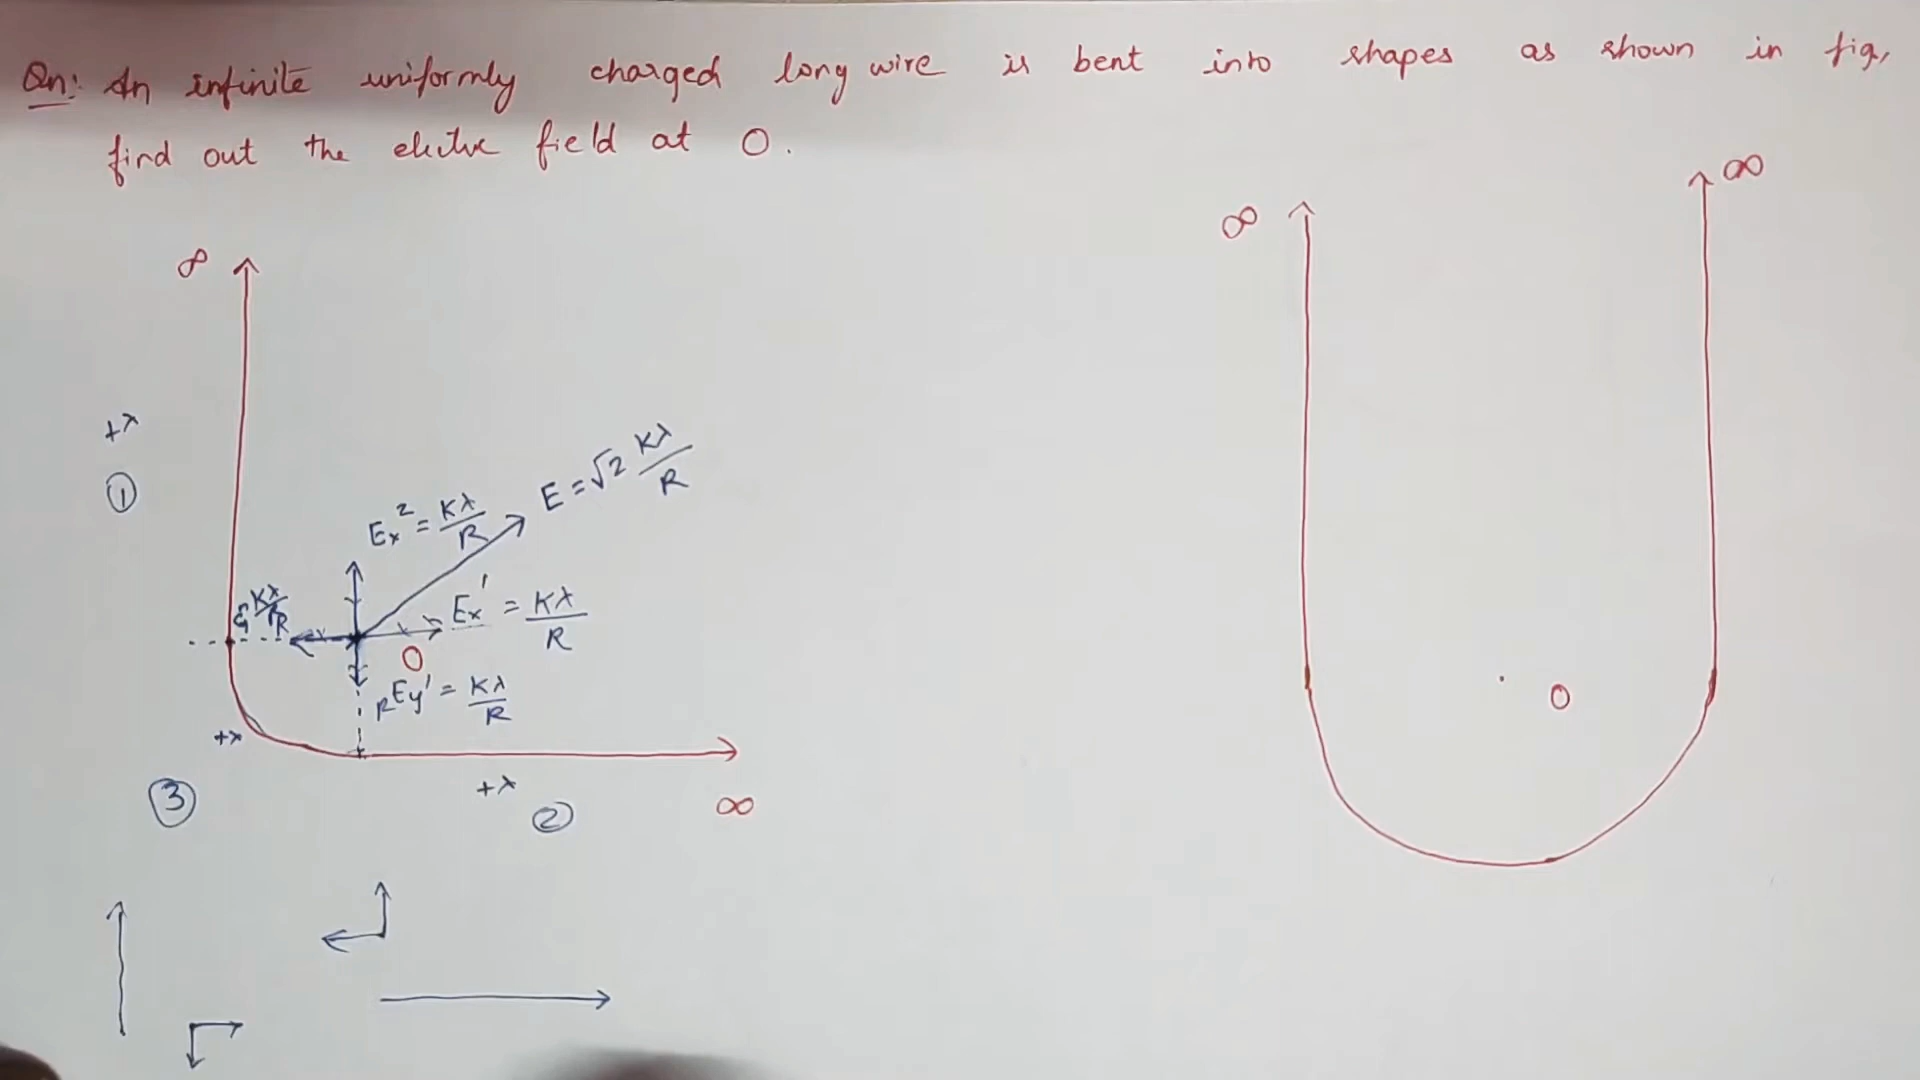 Qn: An infinite uniformly charged long wire is bent into shapes as shown in fig,
find out the electric field at O.
∞
∞
∞
+λ
①
E = √2 Kλ/R
Ex² = Kλ/R
Kλ/R
Ex' = Kλ/R
O
R Ey' = Kλ/R
O
+λ
③
+λ
②
∞